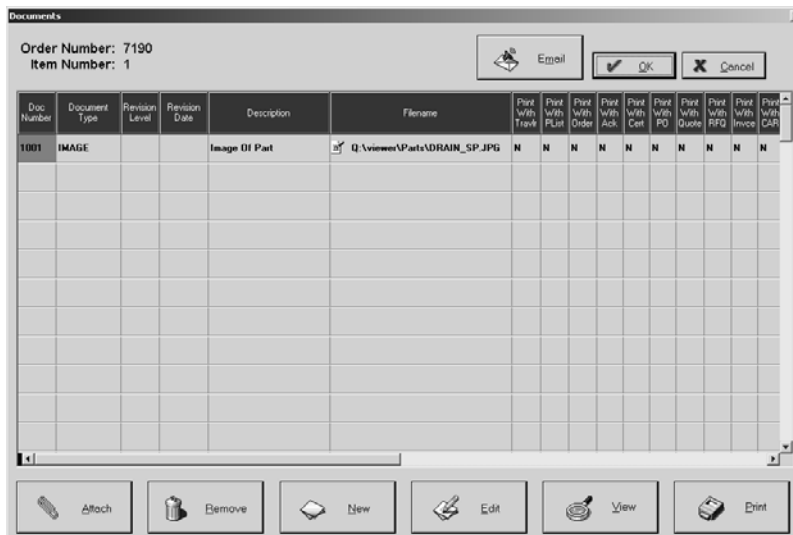 Documents
Order Number: 7190
Item Number: 1
Email
OK
Cancel
Doc Number
Document Type
Revision Level
Revision Date
Description
Filename
Print With Travlr
Print With PList
Print With Order
Print With Ack
Print With Cert
Print With PO
Print With Quote
Print With RFQ
Print With Invce
Print With CAR
1001 IMAGE Image Of Part Q:\viewer\Parts\DRAIN_SP.JPG N N N N N N N N N N
Attach
Remove
New
Edit
View
Print